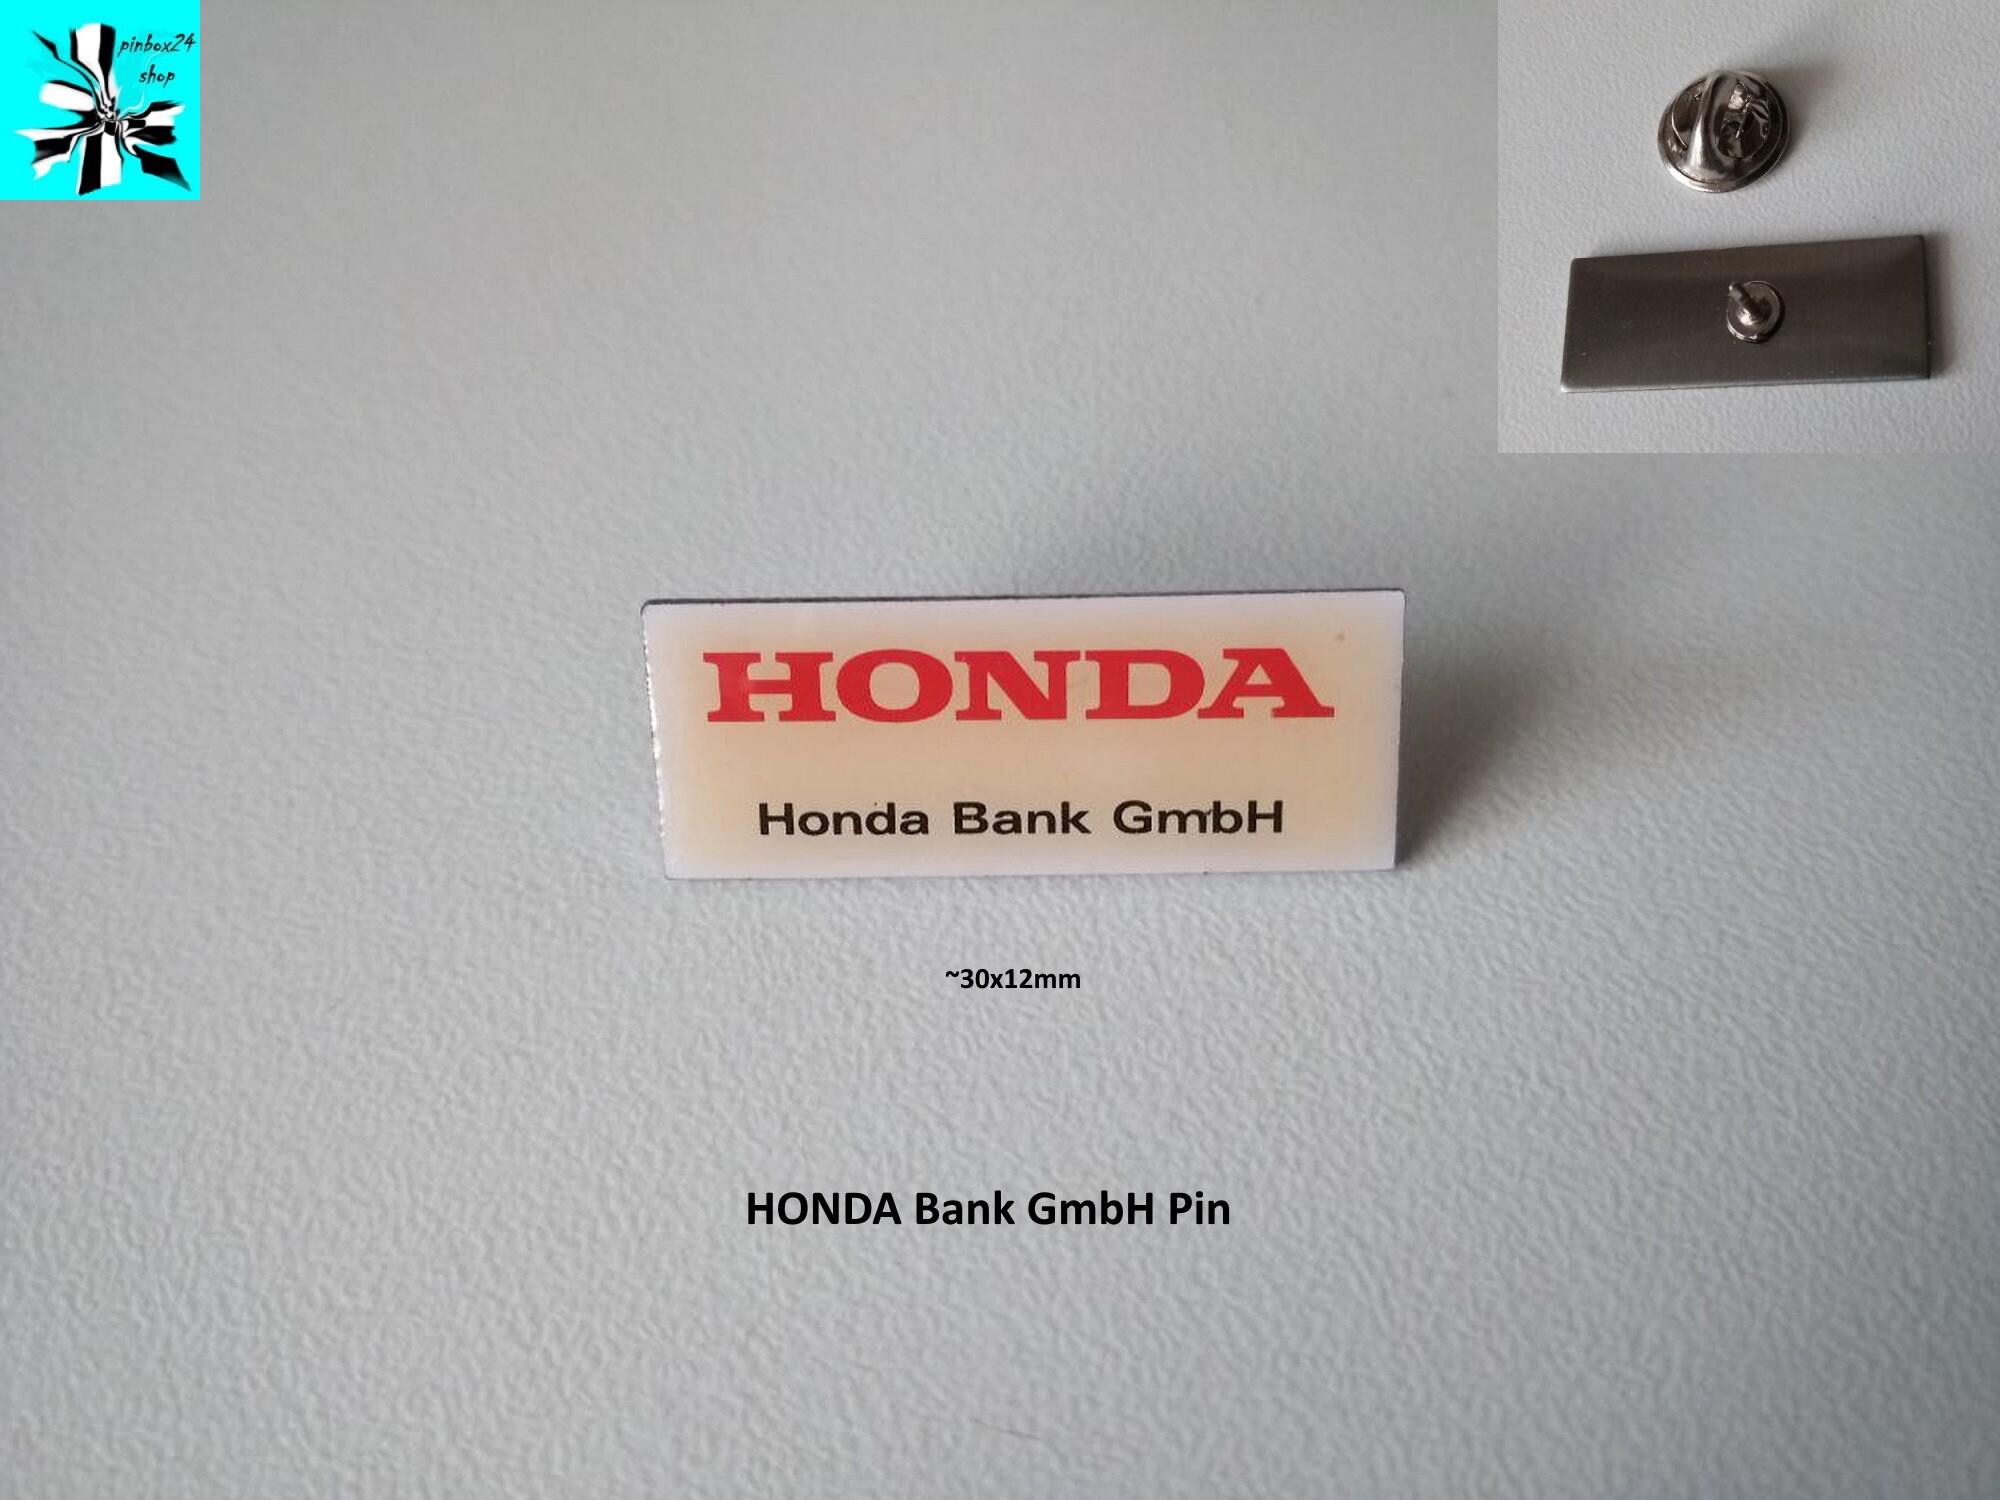 pinbox24
shop
HONDA
Honda Bank GmbH
~30x12mm
HONDA Bank GmbH Pin